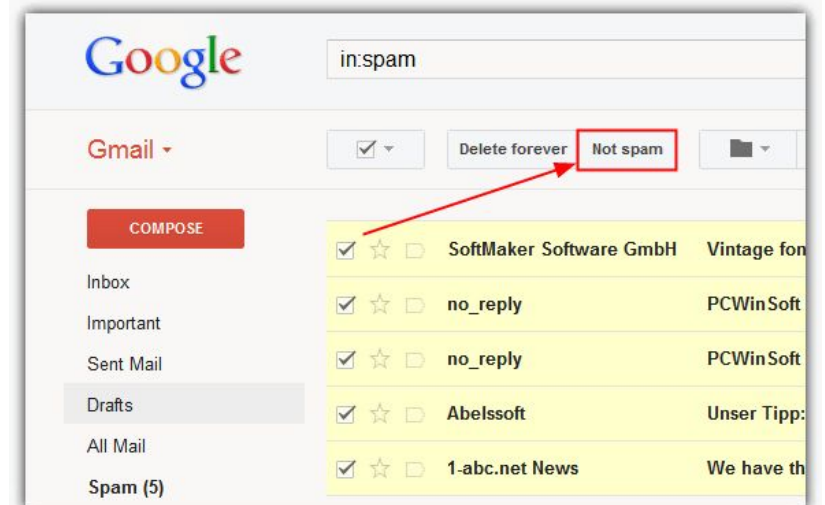 Google
in:spam
Gmail
Delete forever Not spam
COMPOSE
Inbox
Important
Sent Mail
Drafts
All Mail
Spam (5)
SoftMaker Software GmbH Vintage fon
no_reply PCWinSoft
no_reply PCWinSoft
Abelssoft Unser Tipp:
1-abc.net News We have th